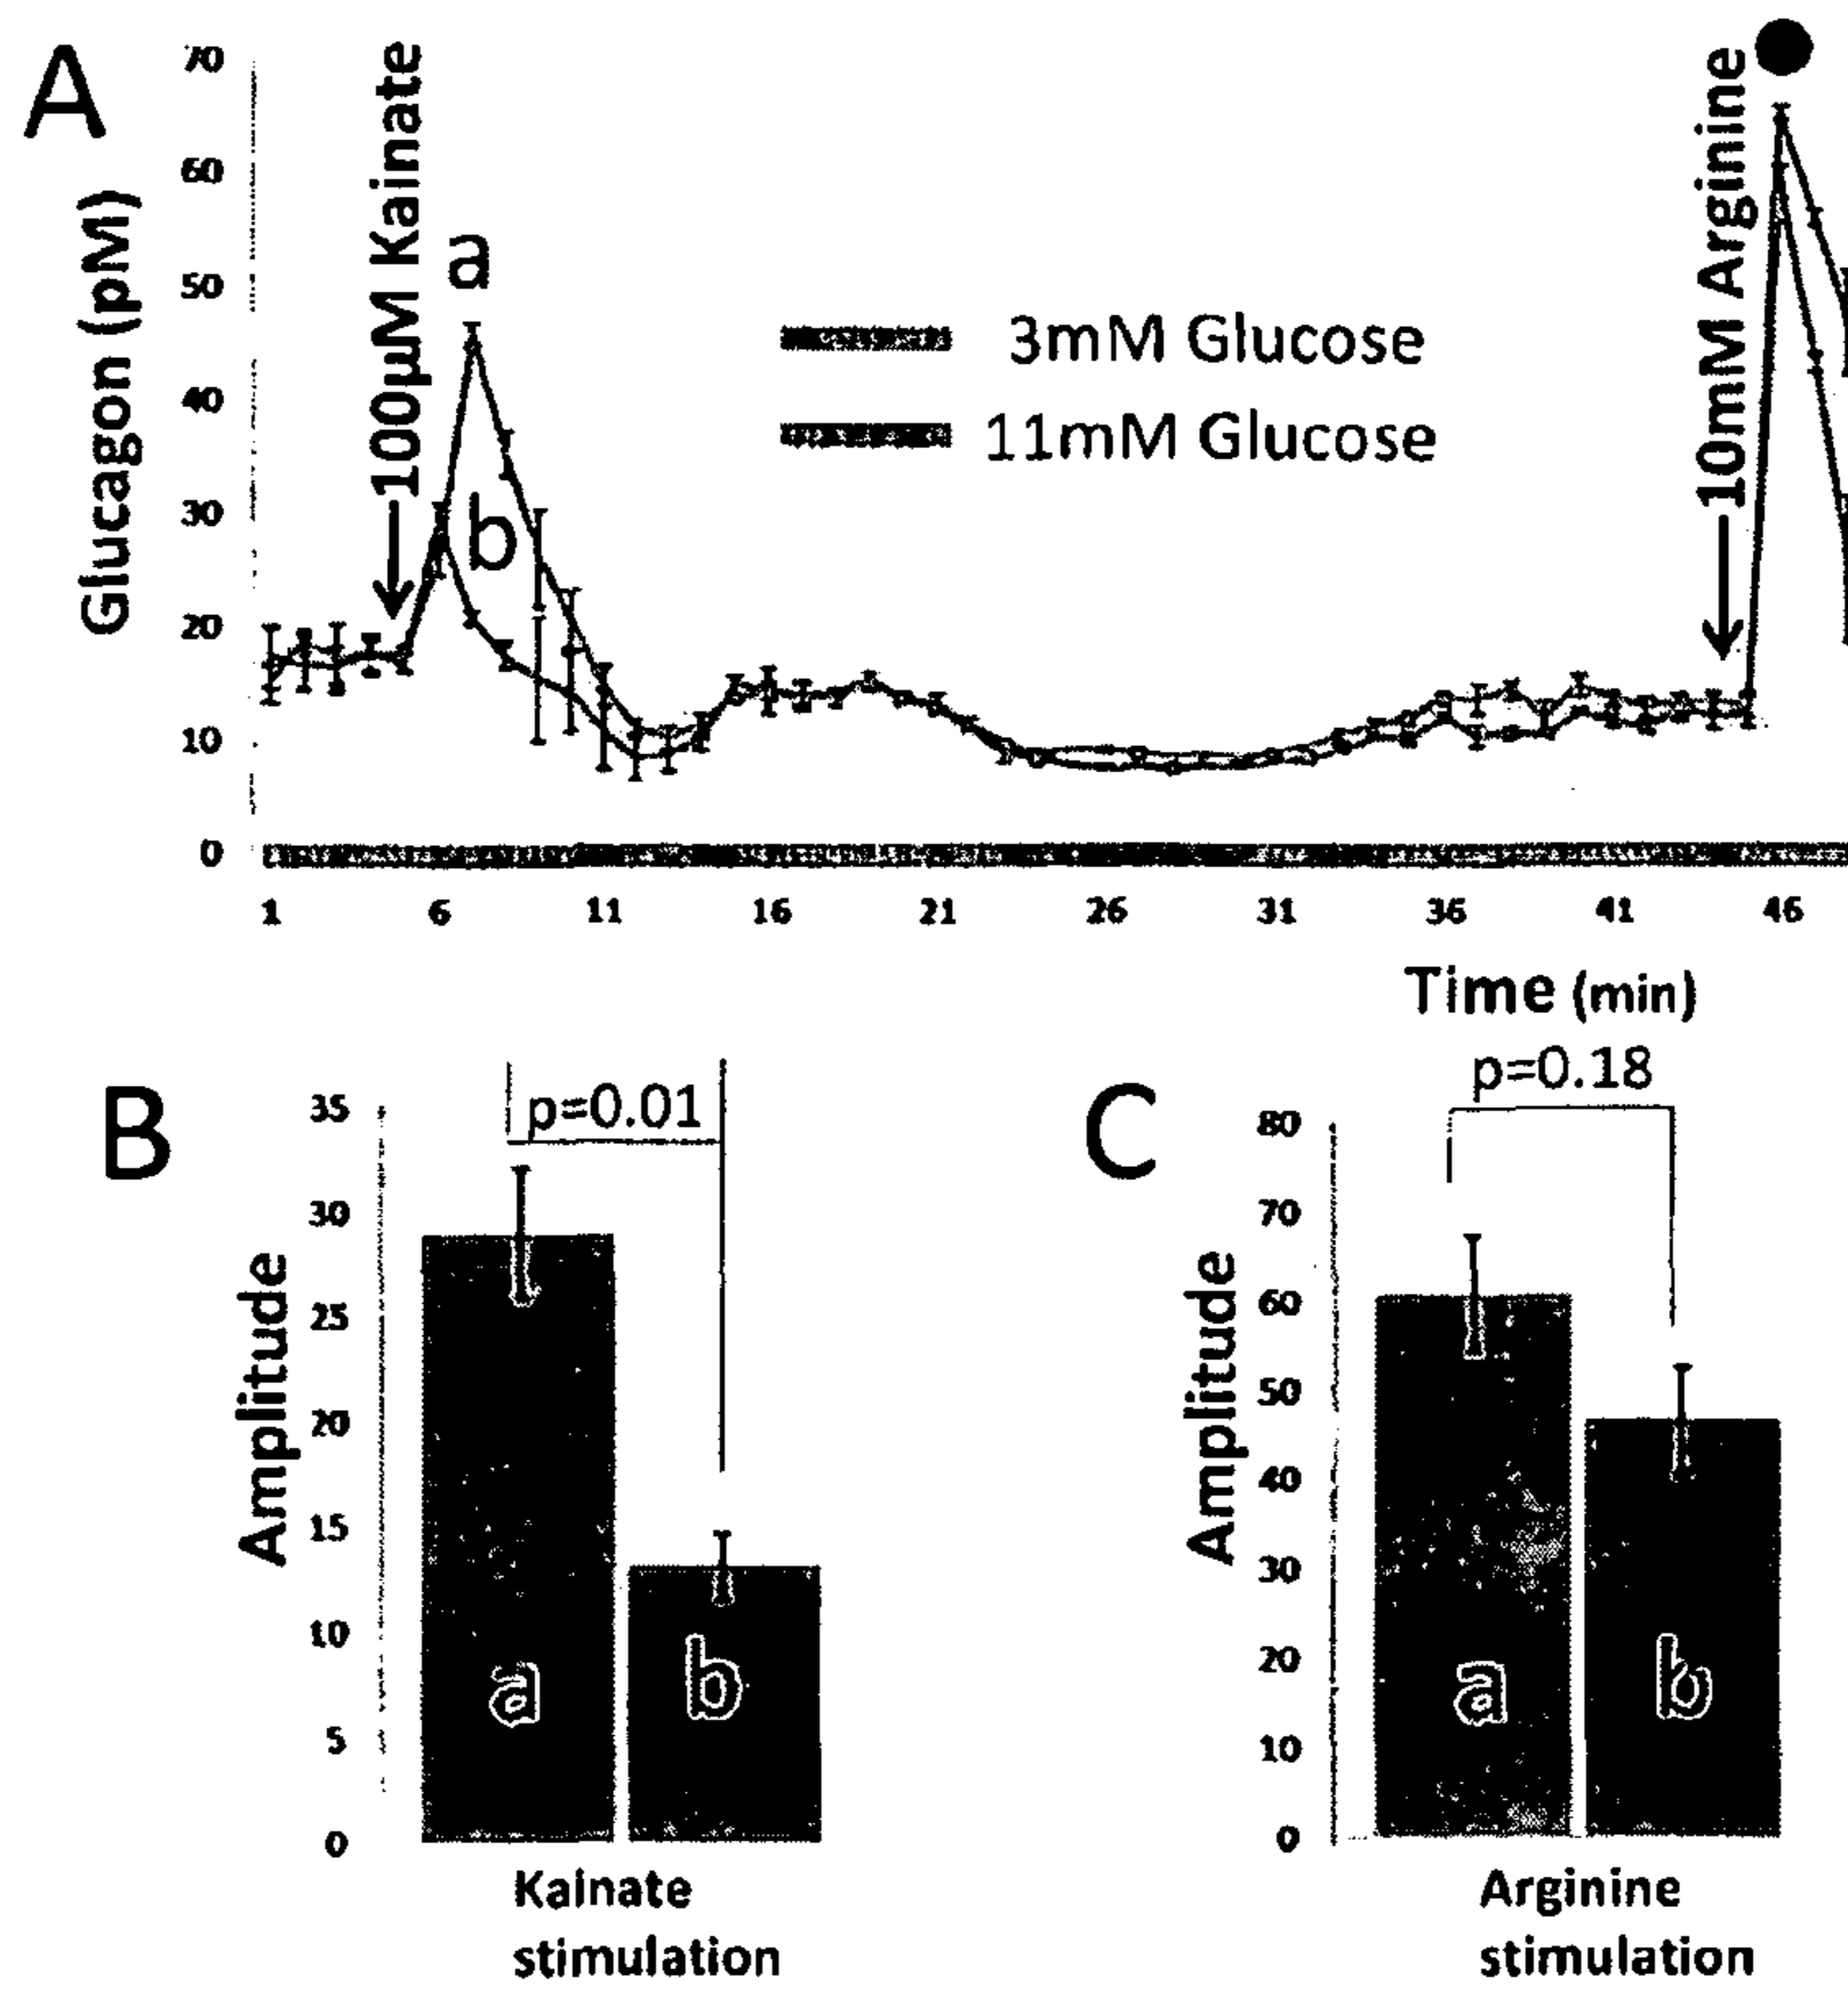 A
Glucagon (pM)
70
60
50
40
30
20
10
0
100µM Kainate
a
b
3mM Glucose
11mM Glucose
10mM Arginine
1 6 11 16 21 26 31 36 41 46
Time (min)
B
Amplitude
35
30
25
20
15
10
5
0
p=0.01
a
b
Kainate
stimulation
C
Amplitude
80
70
60
50
40
30
20
10
0
p=0.18
a
b
Arginine
stimulation